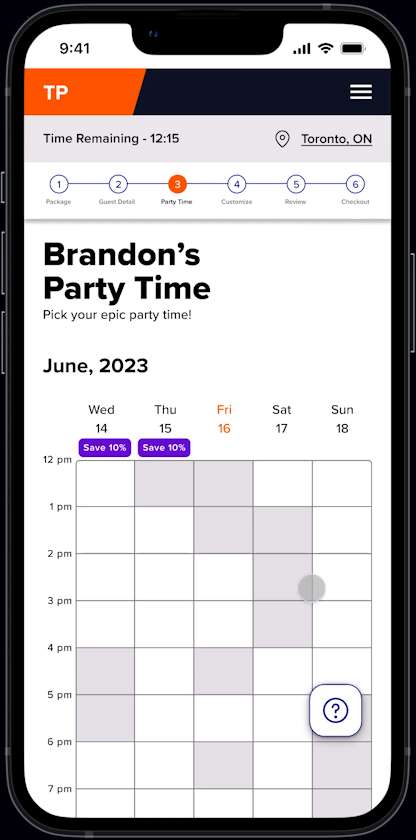 9:41
TP
Time Remaining - 12:15
Toronto, ON
1 2 3 4 5 6
Package Guest Detail Party Time Customize Review Checkout
Brandon’s
Party Time
Pick your epic party time!
June, 2023
Wed Thu Fri Sat Sun
14 15 16 17 18
Save 10% Save 10%
12 pm
1 pm
2 pm
3 pm
4 pm
5 pm
?
6 pm
7 pm